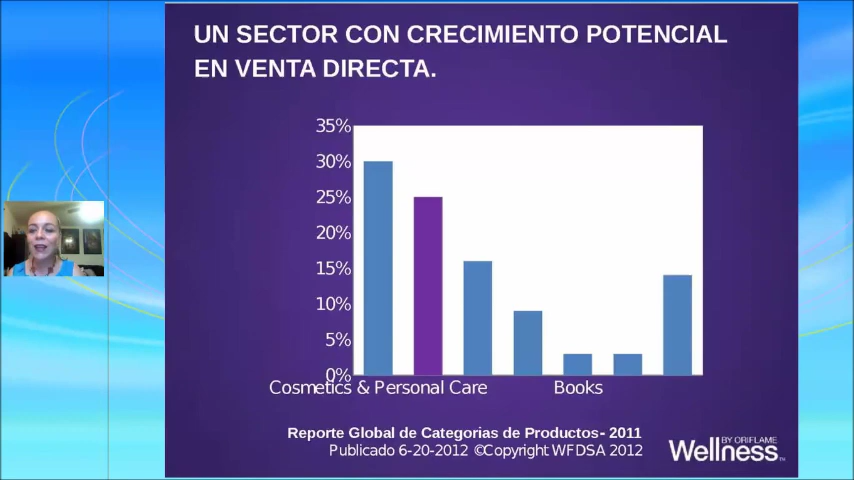 UN SECTOR CON CRECIMIENTO POTENCIAL
EN VENTA DIRECTA.
35%
30%
25%
20%
15%
10%
5%
0%
Cosmetics & Personal Care
Books
Reporte Global de Categorias de Productos- 2011
Publicado 6-20-2012 ©Copyright WFDSA 2012
Wellness BY ORIFLAME™